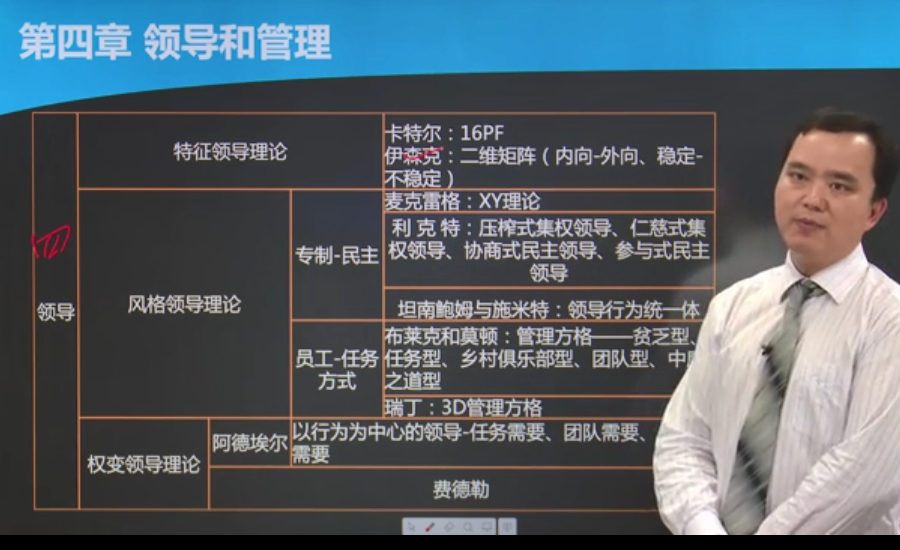 第四章 领导和管理
领导
特征领导理论
卡特尔：16PF
伊森克：二维矩阵（内向-外向、稳定-
不稳定）
风格领导理论
专制-民主
麦克雷格：XY理论
利克特：压榨式集权领导、仁慈式集
权领导、协商式民主领导、参与式民主
领导
坦南鲍姆与施米特：领导行为统一体
员工-任务
方式
布莱克和莫顿：管理方格——贫乏型、
任务型、乡村俱乐部型、团队型、中
之道型
瑞丁：3D管理方格
权变领导理论
阿德埃尔
以行为为中心的领导-任务需要、团队需要、
需要
费德勒